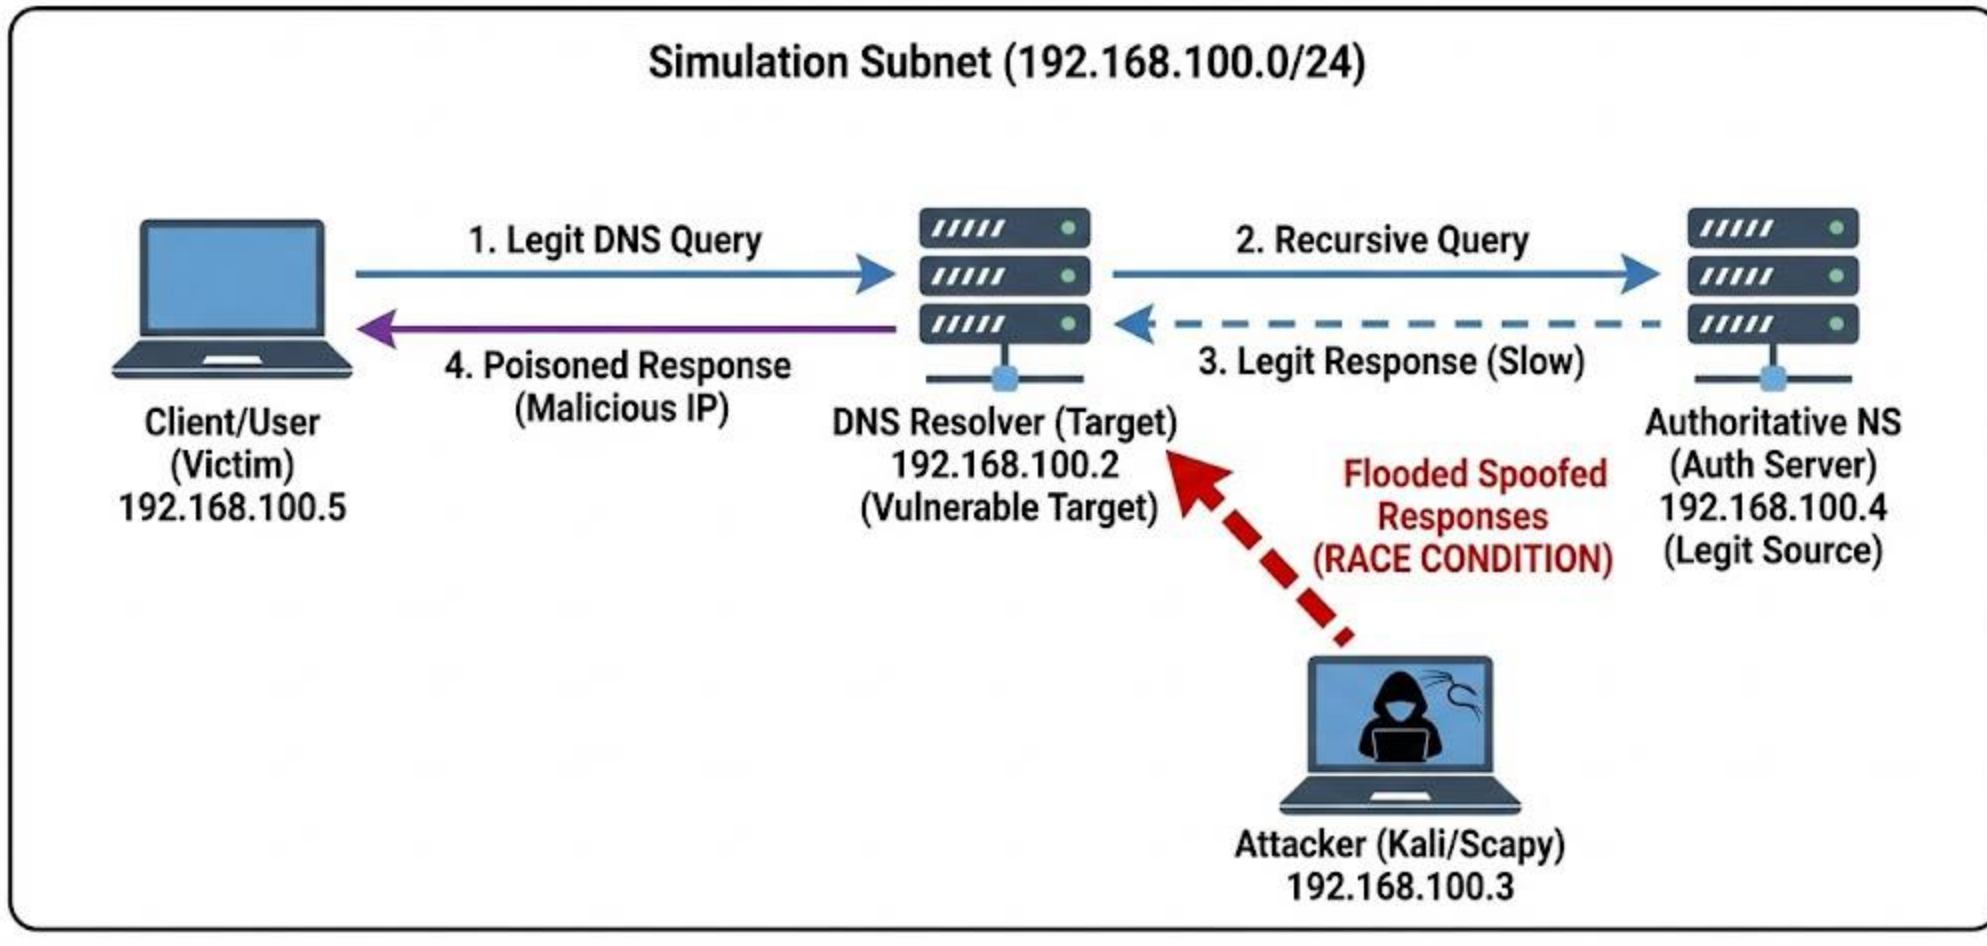 Simulation Subnet (192.168.100.0/24)
1. Legit DNS Query
2. Recursive Query
4. Poisoned Response
(Malicious IP)
3. Legit Response (Slow)
Client/User
(Victim)
192.168.100.5
DNS Resolver (Target)
192.168.100.2
(Vulnerable Target)
Authoritative NS
(Auth Server)
192.168.100.4
(Legit Source)
Flooded Spoofed
Responses
(RACE CONDITION)
Attacker (Kali/Scapy)
192.168.100.3